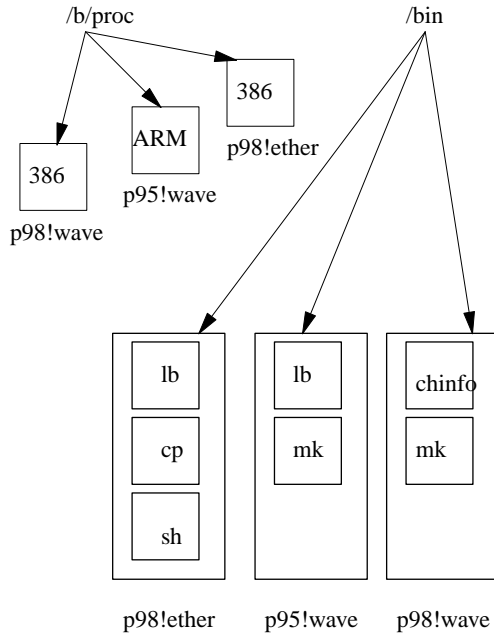 /b/proc
/bin
386
ARM
386
p98!ether
p95!wave
p98!wave
lb
cp
sh
lb
mk
chinfo
mk
p98!ether
p95!wave
p98!wave